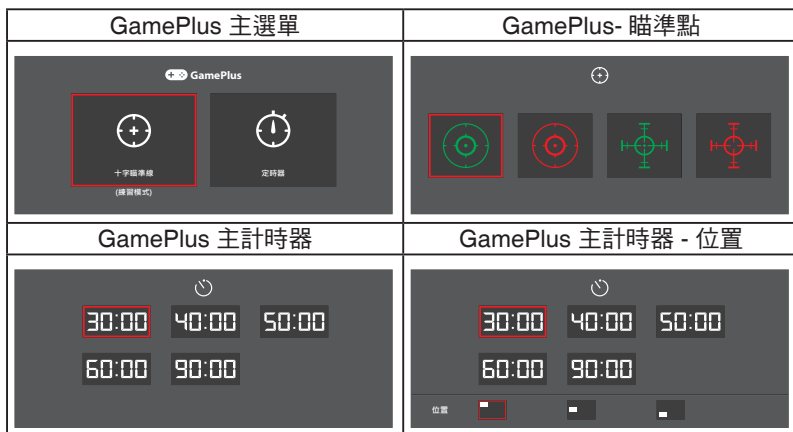 GamePlus 主選單
GamePlus- 瞄準點
GamePlus
十字瞄準線
(練習模式)
定時器
GamePlus 主計時器
GamePlus 主計時器 - 位置
30:00 40:00 50:00
60:00 90:00
30:00 40:00 50:00
60:00 90:00
位置